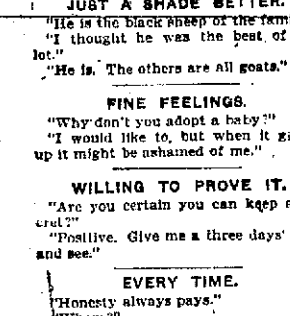 JUST A SHADE BETTER.
"He is the black sheep of the fam
"I thought he was the best of
lot."
"He is. The others are all goats."
FINE FEELINGS.
"Why don't you adopt a baby?"
"I would like to, but when it g
up it might be ashamed of me."
WILLING TO PROVE IT.
"Are you certain you can keep
cret?"
"Positive. Give me a three days'
and see."
EVERY TIME.
"Honesty always pays."